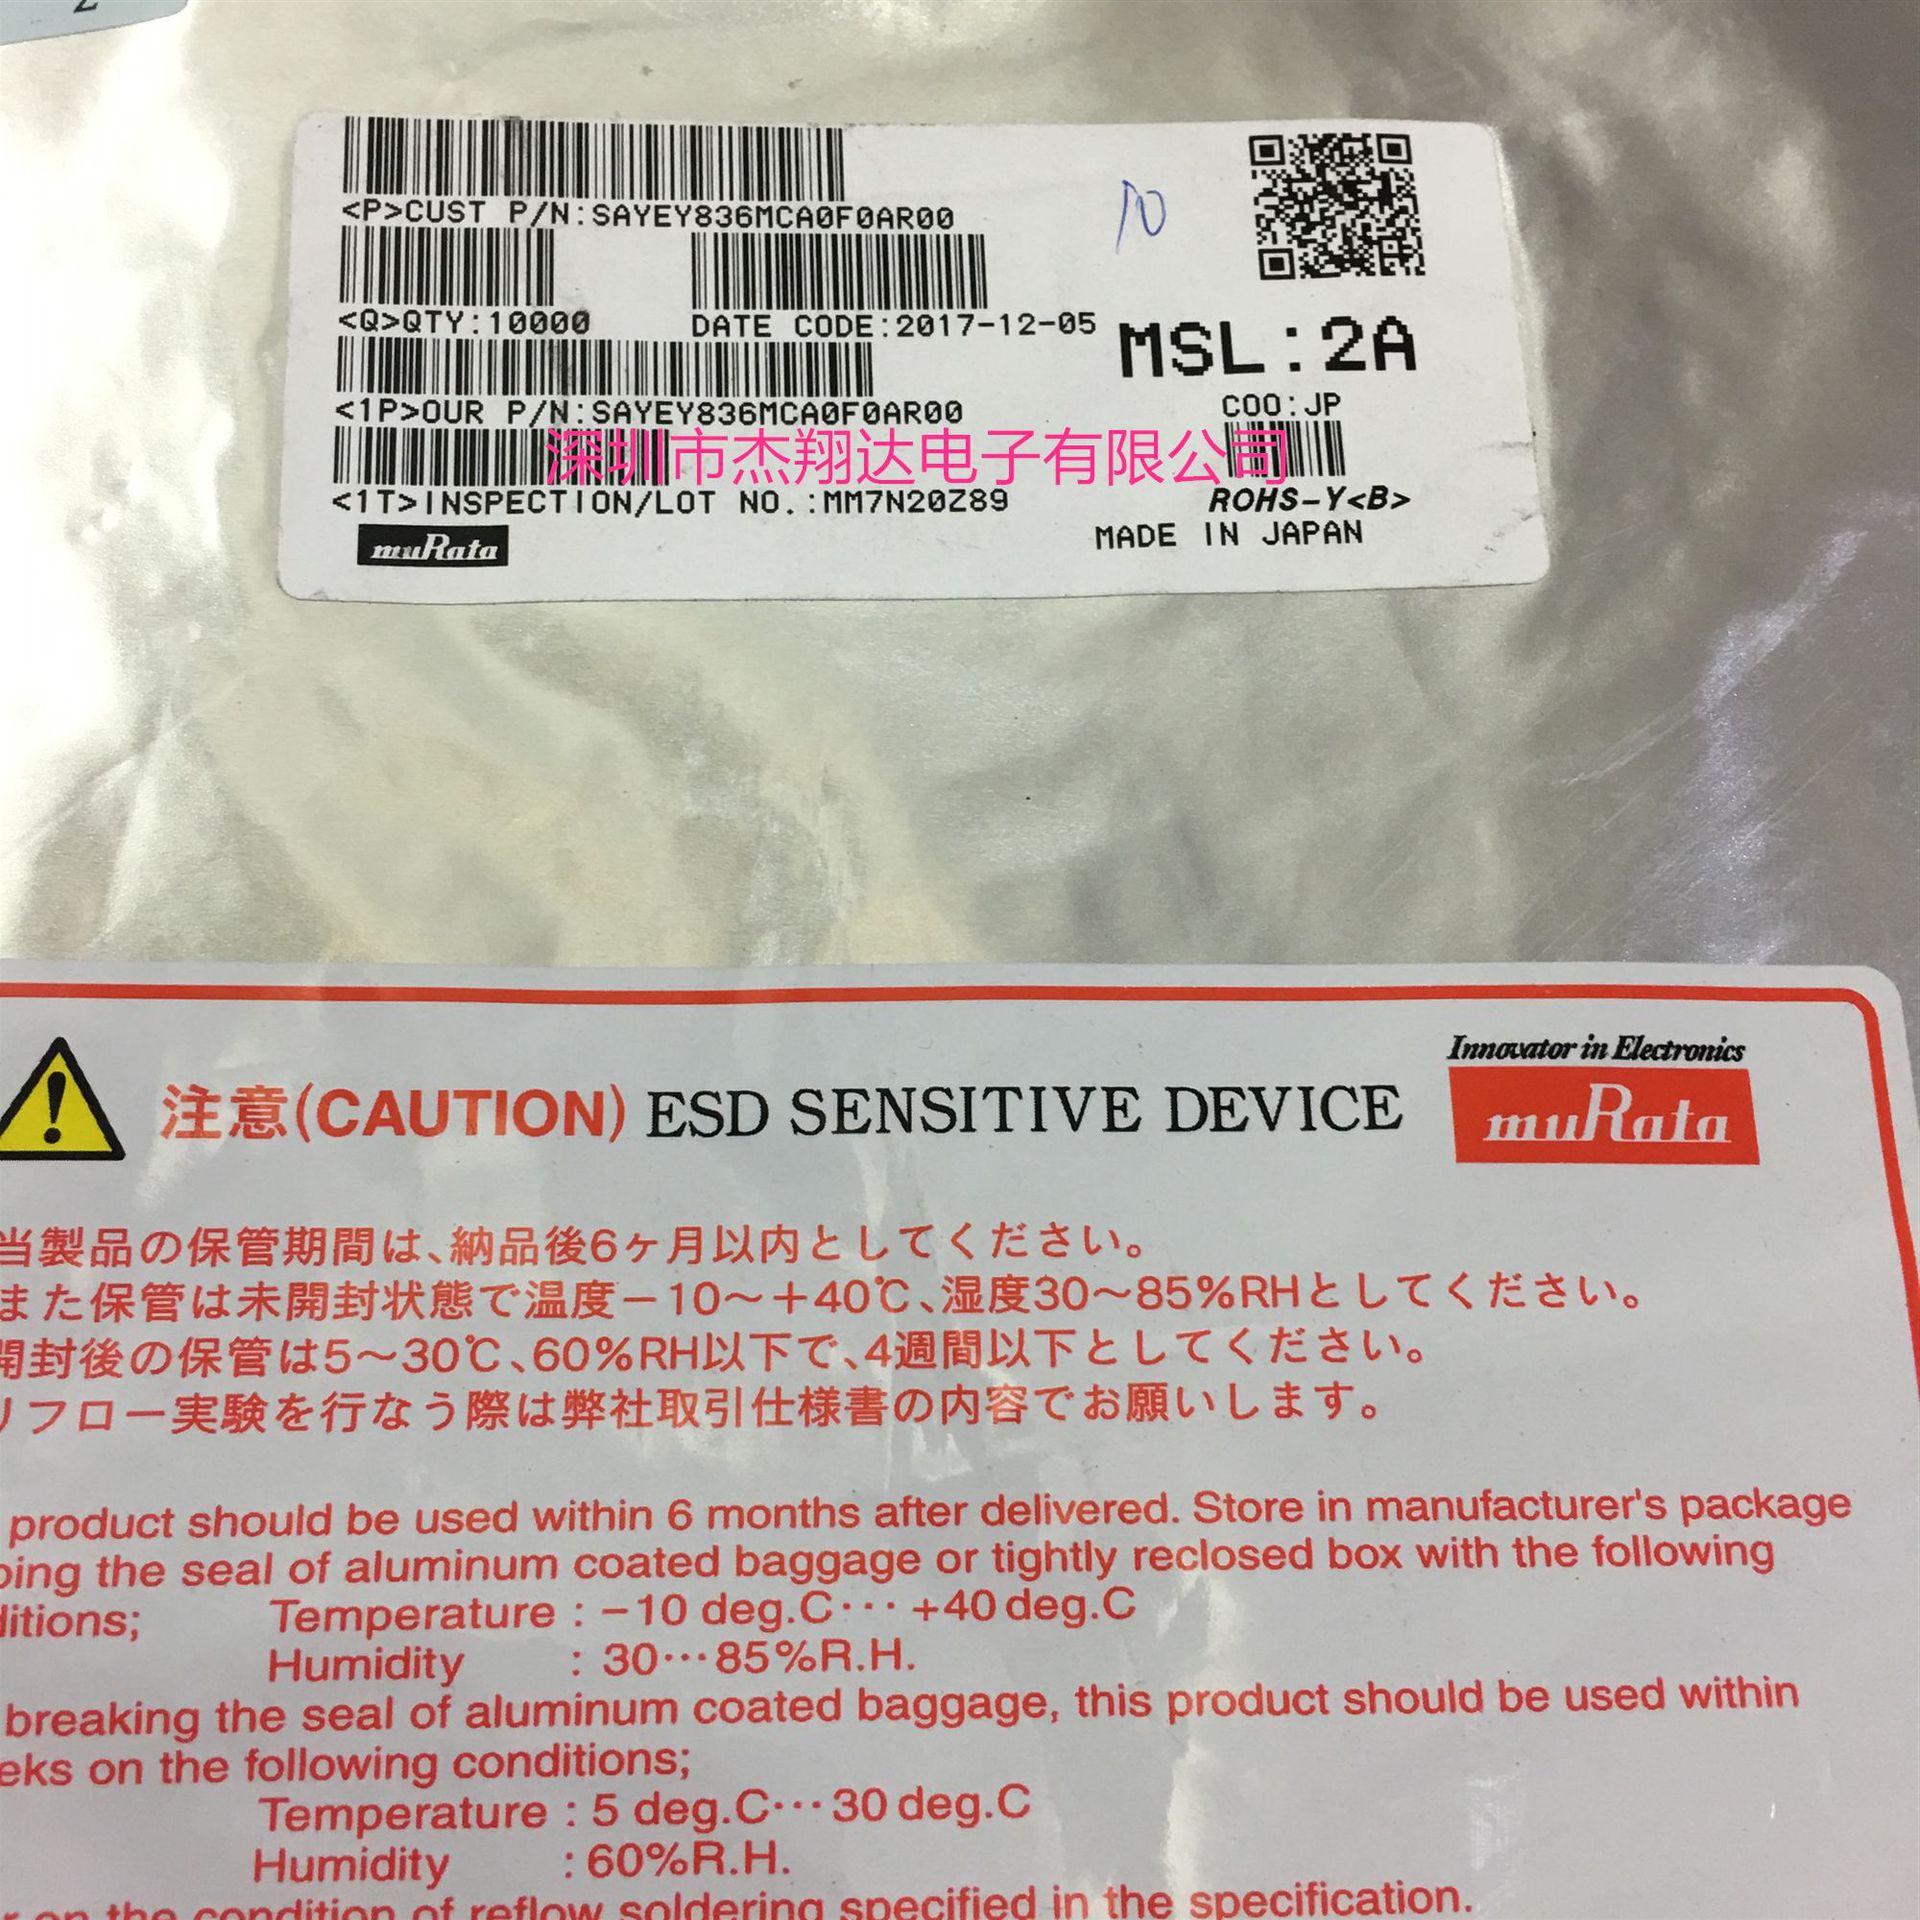 <P>CUST P/N:SAYEY836MCA0F0AR00
10
<Q>QTY:10000 DATE CODE:2017-12-05
MSL:2A
<1P>OUR P/N:SAYEY836MCA0F0AR00
COO:JP
深圳市杰翔达电子有限公司
<1T>INSPECTION/LOT NO.:MM7N20Z89
ROHS-Y<B>
MADE IN JAPAN
muRata
Innovator in Electronics
muRata
注意(CAUTION) ESD SENSITIVE DEVICE
当製品の保管期間は、納品後6ヶ月以内としてください。
また保管は未開封状態で温度−10〜+40℃、湿度30〜85%RHとしてください。
開封後の保管は5〜30℃、60%RH以下で、4週間以下としてください。
リフロー実験を行なう際は弊社取引仕様書の内容でお願いします。
product should be used within 6 months after delivered. Store in manufacturer's package
the seal of aluminum coated baggage or tightly reclosed box with the following
Temperature : −10 deg.C··· +40 deg.C
Humidity : 30···85%R.H.
breaking the seal of aluminum coated baggage, this product should be used within
on the following conditions;
Temperature : 5 deg.C··· 30 deg.C
Humidity : 60%R.H.
on the condition of reflow soldering specified in the specification.